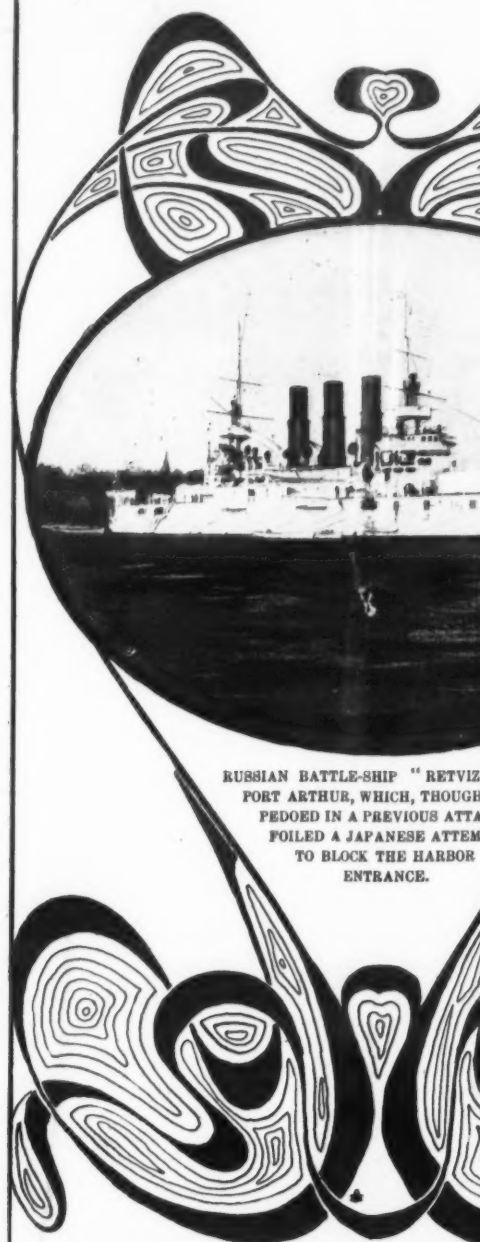 RUSSIAN BATTLE-SHIP "RETVIZ
PORT ARTHUR, WHICH, THOUGH
PEDOED IN A PREVIOUS ATTA
FOILED A JAPANESE ATTEM
TO BLOCK THE HARBOR
ENTRANCE.